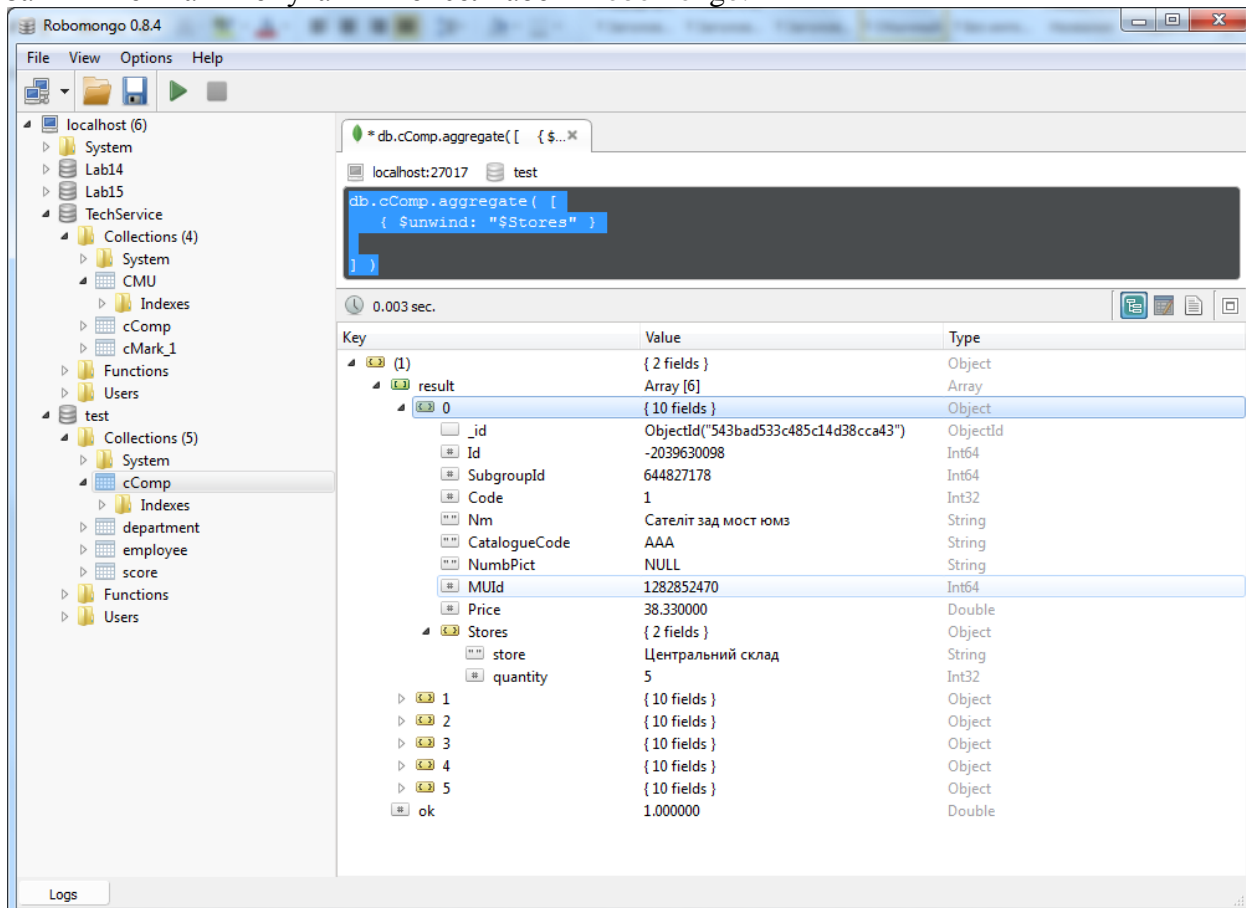 Robomongo 0.8.4
File View Options Help
localhost (6)
System
Lab14
Lab15
TechService
Collections (4)
System
CMU
Indexes
cComp
cMark_1
Functions
Users
test
Collections (5)
System
cComp
Indexes
department
employee
score
Functions
Users
* db.cComp.aggregate( [ { $...
localhost:27017 test
db.cComp.aggregate( [
{ $unwind: "$Stores" }
] )
0.003 sec.
Key Value Type
(1) { 2 fields } Object
result Array [6] Array
0 { 10 fields } Object
_id ObjectId("543bad533c485c14d38cca43") ObjectId
Id -2039630098 Int64
SubgroupId 644827178 Int64
Code 1 Int32
Nm Сателіт зад мост юмз String
CatalogueCode AAA String
NumbPict NULL String
MUId 1282852470 Int64
Price 38.330000 Double
Stores { 2 fields } Object
store Центральний склад String
quantity 5 Int32
1 { 10 fields } Object
2 { 10 fields } Object
3 { 10 fields } Object
4 { 10 fields } Object
5 { 10 fields } Object
ok 1.000000 Double
Logs